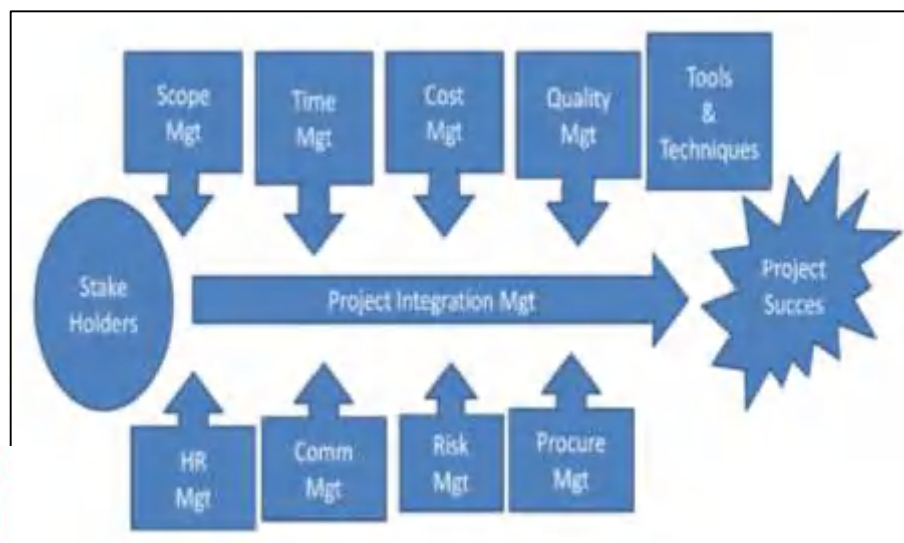 Scope
Mgt
Time
Mgt
Cost
Mgt
Quality
Mgt
Tools
&
Techniques
Stake
Holders
Project Integration Mgt
Project
Succes
HR
Mgt
Comm
Mgt
Risk
Mgt
Procure
Mgt